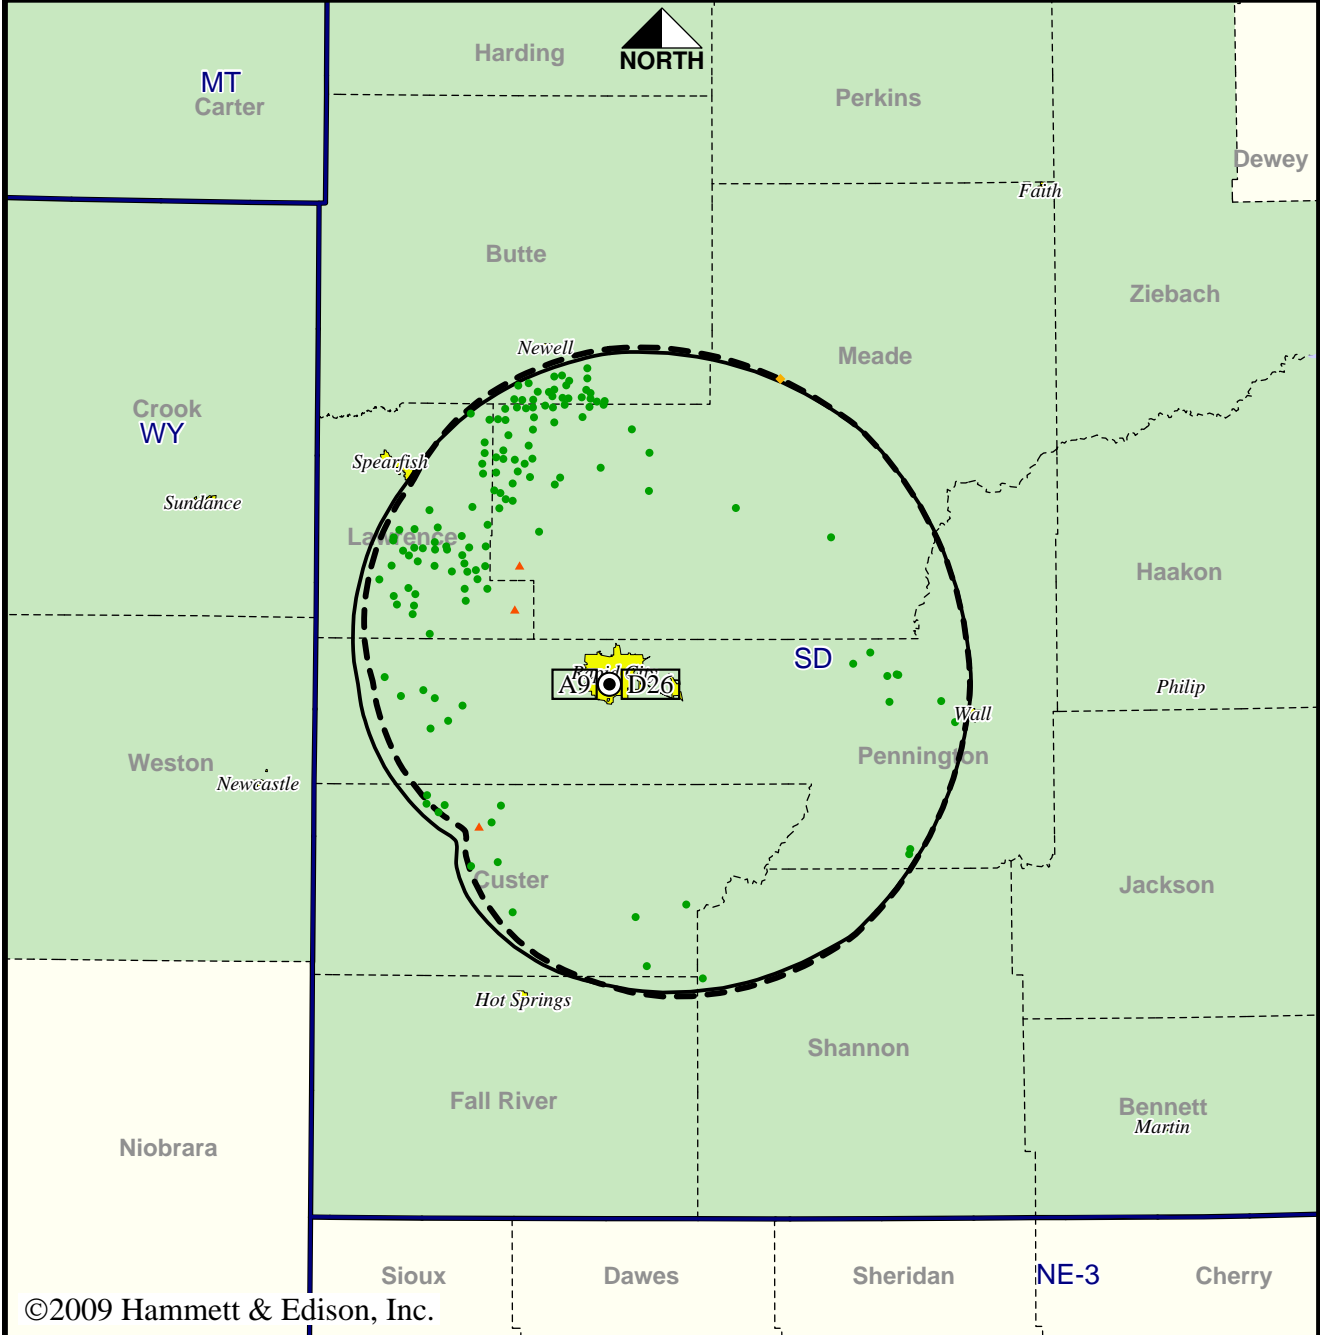 Harding
NORTH
MT
Carter
Perkins
Dewey
Faith
Butte
Ziebach
Newell
Meade
Crook
WY
Spearfish
Sundance
Lawrence
Haakon
SD
Rapid City
A9 D26
Philip
Wall
Weston
Pennington
Newcastle
Custer
Jackson
Hot Springs
Shannon
Fall River
Bennett
Martin
Niobrara
Sioux
Dawes
Sheridan
NE-3
Cherry
©2009 Hammett & Edison, Inc.